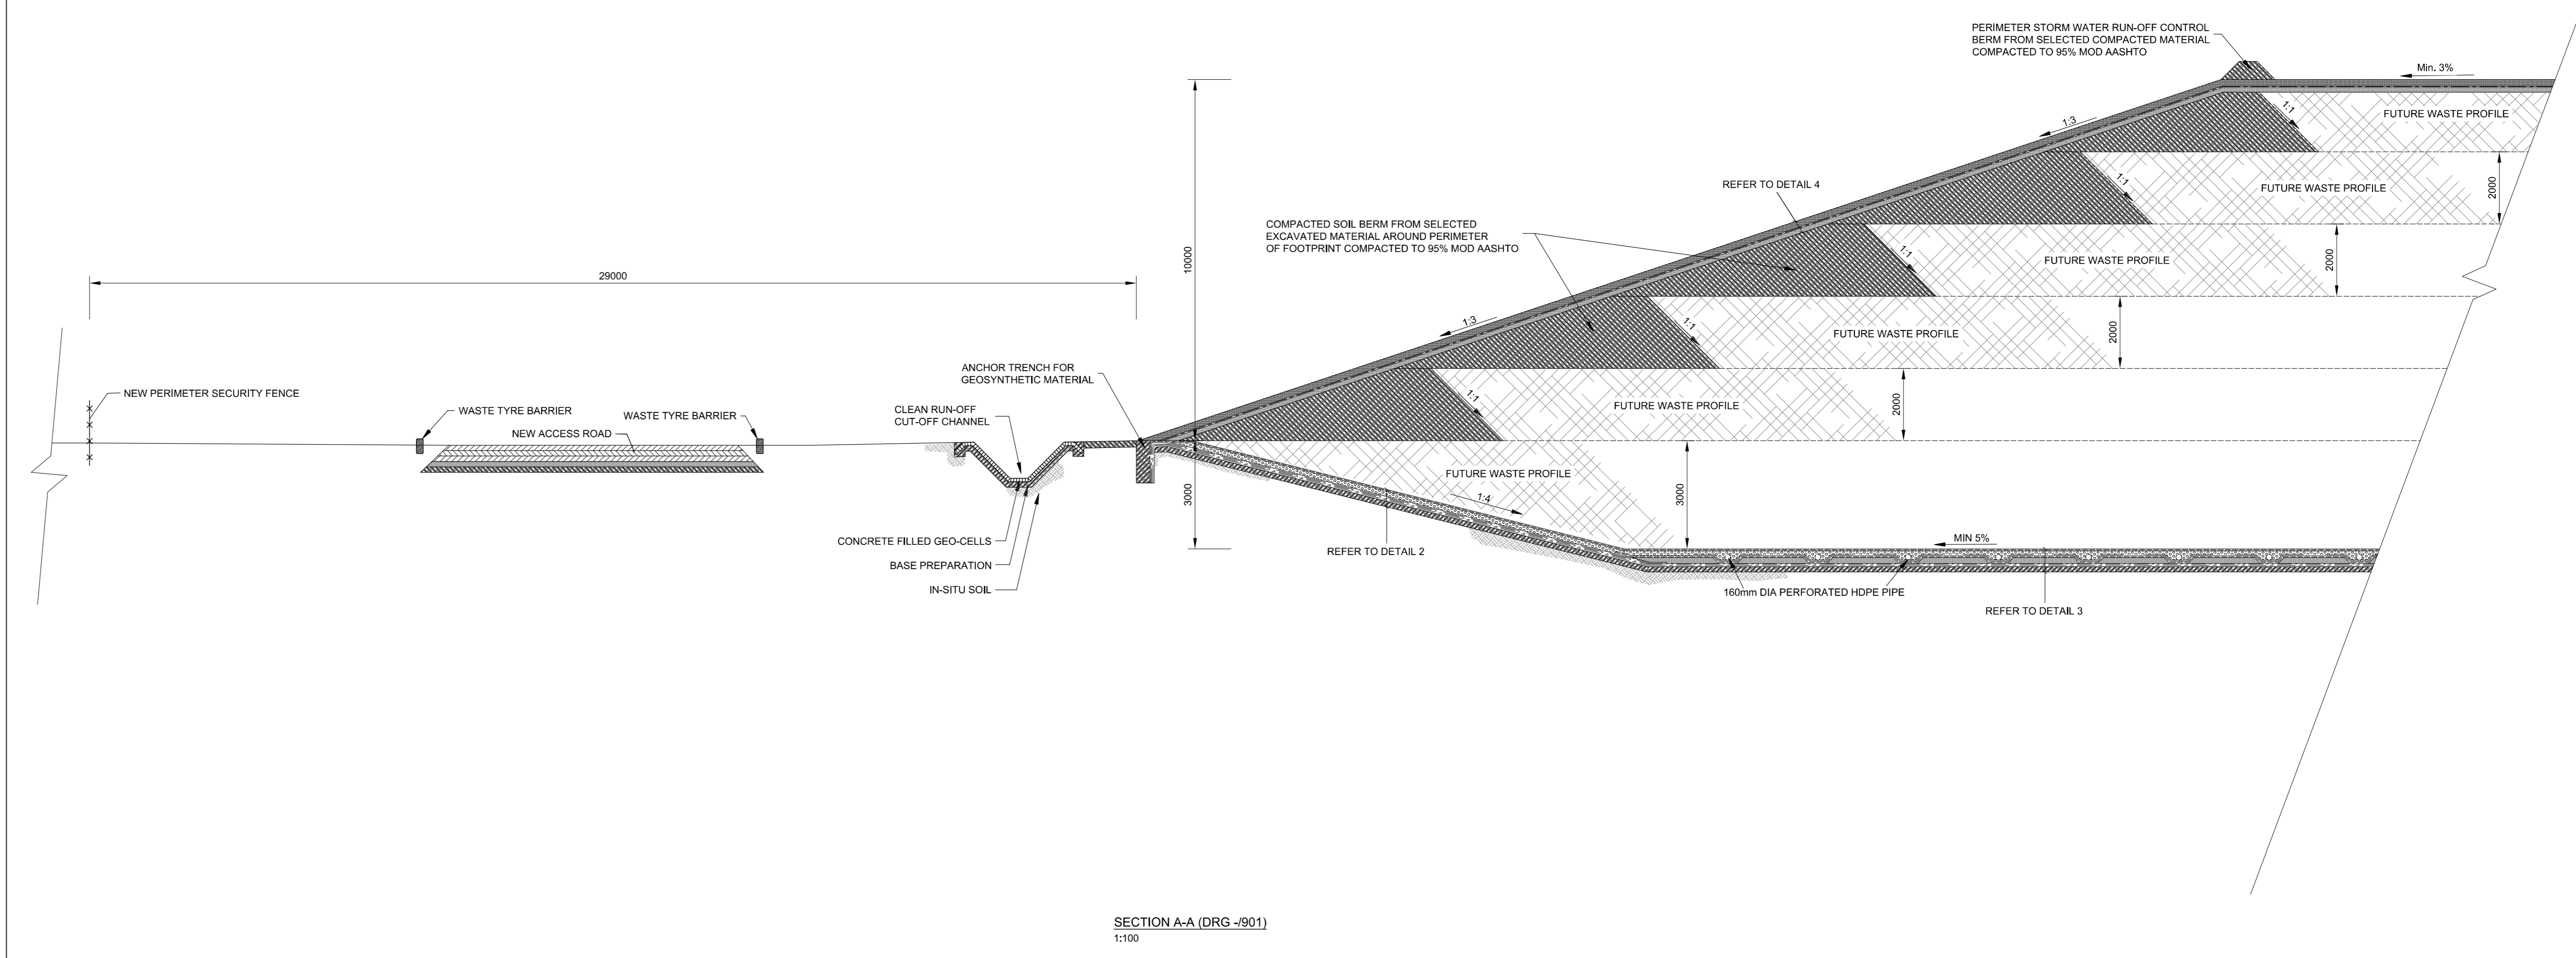 PERIMETER STORM WATER RUN-OFF CONTROL
BERM FROM SELECTED COMPACTED MATERIAL
COMPACTED TO 95% MOD AASHTO
Min. 3%
1:1
FUTURE WASTE PROFILE
1:3
REFER TO DETAIL 4
1:1
FUTURE WASTE PROFILE
2000
COMPACTED SOIL BERM FROM SELECTED
EXCAVATED MATERIAL AROUND PERIMETER
OF FOOTPRINT COMPACTED TO 95% MOD AASHTO
10000
1:1
FUTURE WASTE PROFILE
2000
29000
1:3
1:1
FUTURE WASTE PROFILE
2000
ANCHOR TRENCH FOR
GEOSYNTHETIC MATERIAL
NEW PERIMETER SECURITY FENCE
WASTE TYRE BARRIER
WASTE TYRE BARRIER
NEW ACCESS ROAD
CLEAN RUN-OFF
CUT-OFF CHANNEL
1:1
FUTURE WASTE PROFILE
2000
FUTURE WASTE PROFILE
3000
1:4
3000
CONCRETE FILLED GEO-CELLS
BASE PREPARATION
IN-SITU SOIL
REFER TO DETAIL 2
MIN 5%
160mm DIA PERFORATED HDPE PIPE
REFER TO DETAIL 3
SECTION A-A (DRG -/901)
1:100